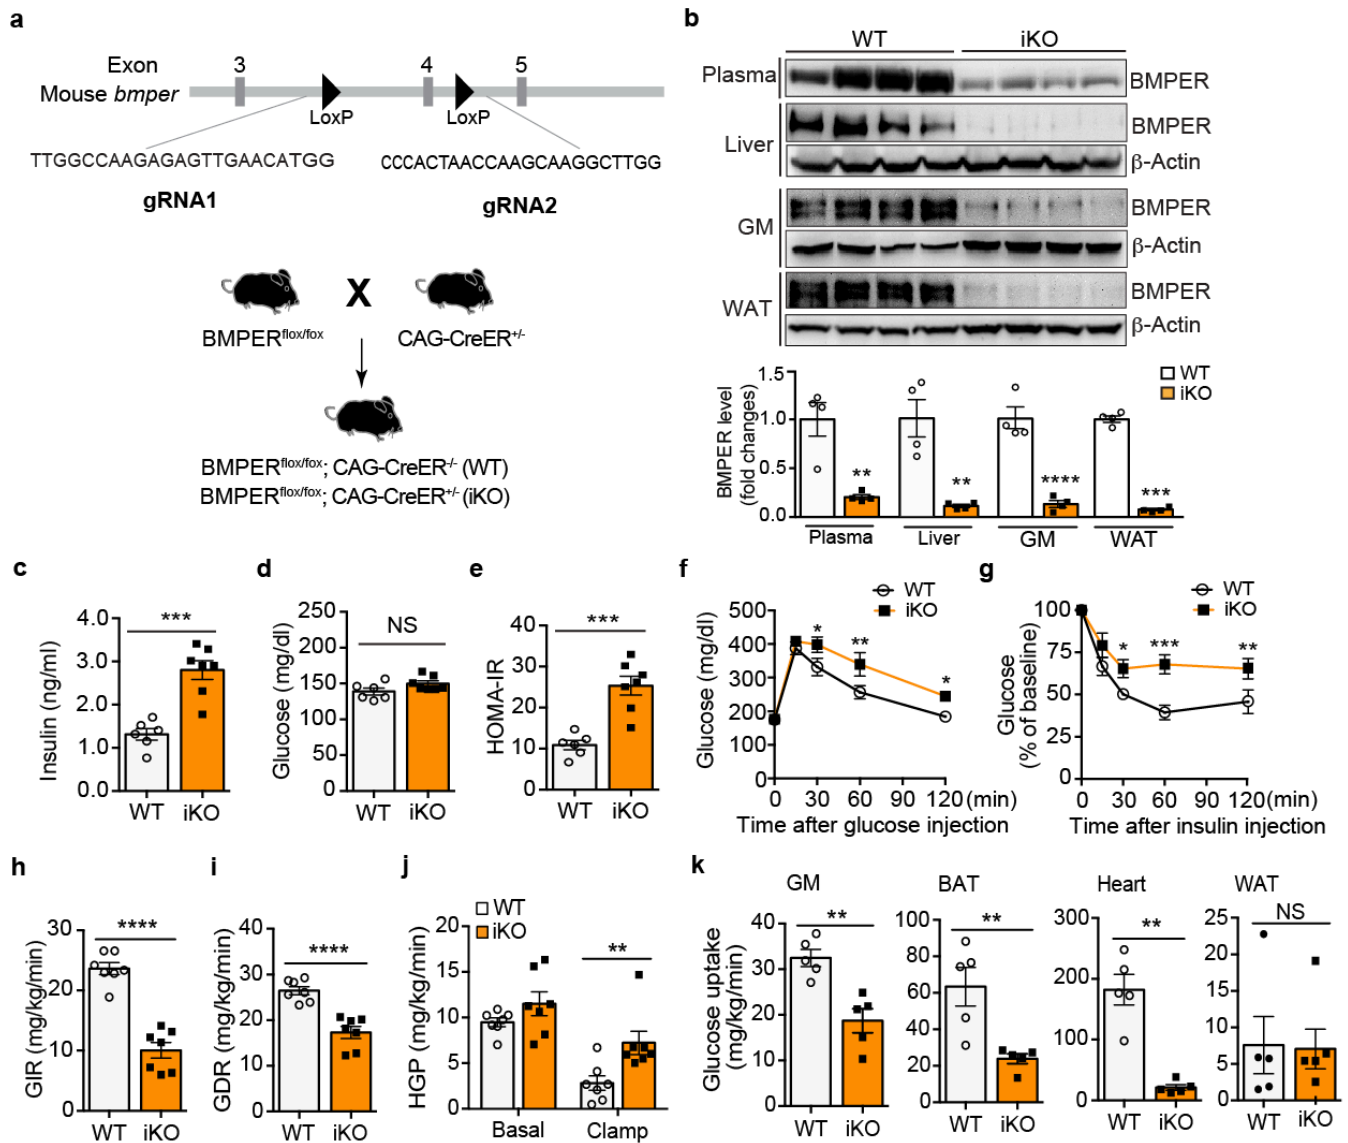 a
Exon 3 4 5
Mouse bmper
LoxP LoxP
TTGGCCAAGAGAGTTGAACATGG CCCACTAACCAAGCAAGGCTTGG
gRNA1 gRNA2
X
BMPERflox/fox CAG-CreER+/-
BMPERflox/fox; CAG-CreER-/- (WT)
BMPERflox/fox; CAG-CreER+/- (iKO)
b
WT iKO
Plasma BMPER
Liver BMPER
β-Actin
GM BMPER
β-Actin
WAT BMPER
β-Actin
WT
iKO
BMPER level
(fold changes)
1.5
1.0
0.5
0.0
** ** **** ***
Plasma Liver GM WAT
c
Insulin (ng/ml)
4.0
3.0
2.0
1.0
0.0
***
WT iKO
d
Glucose (mg/dl)
250
200
150
100
50
0
NS
WT iKO
e
HOMA-IR
40
30
20
10
0
***
WT iKO
f
WT
iKO
Glucose (mg/dl)
500
400
300
200
100
0
* ** *
0 30 60 90 120 (min)
Time after glucose injection
g
WT
iKO
Glucose
(% of baseline)
100
75
50
25
0
* *** **
0 30 60 90 120 (min)
Time after insulin injection
h
GIR (mg/kg/min)
30
20
10
0
****
WT iKO
i
GDR (mg/kg/min)
40
30
20
10
0
****
WT iKO
j
WT
iKO
HGP (mg/kg/min)
20
15
10
5
0
**
Basal Clamp
k
Glucose uptake
(mg/kg/min)
GM
40
30
20
10
0
**
WT iKO
BAT
100
80
60
40
20
0
**
WT iKO
Heart
300
200
100
0
**
WT iKO
WAT
25
20
15
10
5
0
NS
WT iKO